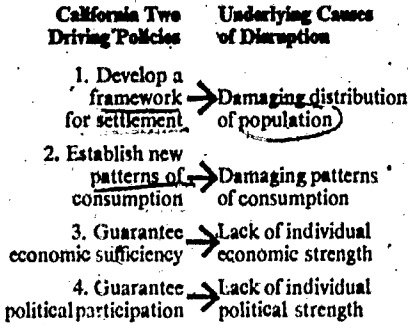 California Two Underlying Causes
Driving Policies of Disruption
1. Develop a
framework Damaging distribution
for settlement of population
2. Establish new
patterns of Damaging patterns
consumption of consumption
3. Guarantee Lack of individual
economic sufficiency economic strength
4. Guarantee Lack of individual
political participation political strength